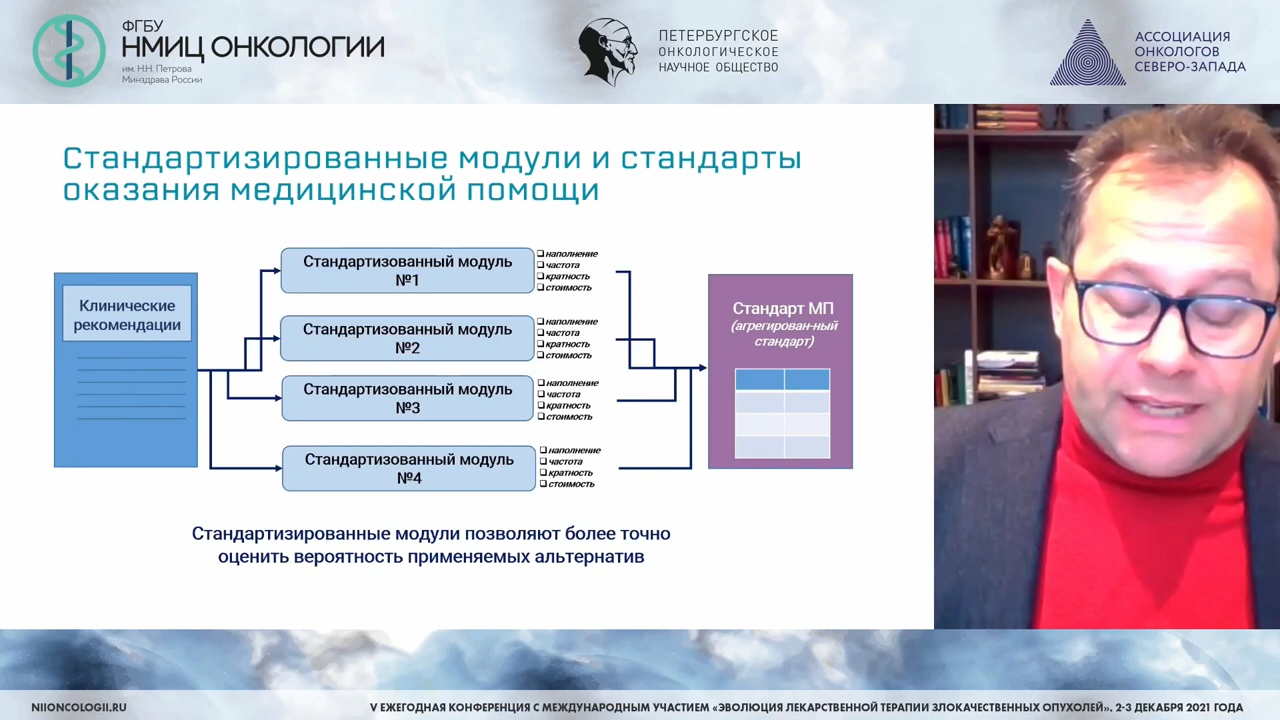 ФГБУ
НМИЦ ОНКОЛОГИИ
им. Н.Н. Петрова
Минздрава России
ПЕТЕРБУРГСКОЕ
ОНКОЛОГИЧЕСКОЕ
НАУЧНОЕ ОБЩЕСТВО
АССОЦИАЦИЯ
ОНКОЛОГОВ
СЕВЕРО-ЗАПАДА
Стандартизированные модули и стандарты
оказания медицинской помощи
Клинические
рекомендации
Стандартизованный модуль
№1
наполнение
частота
кратность
стоимость
Стандартизованный модуль
№2
наполнение
частота
кратность
стоимость
Стандартизованный модуль
№3
наполнение
частота
кратность
стоимость
Стандартизованный модуль
№4
наполнение
частота
кратность
стоимость
Стандарт МП
(агрегирован-ный
стандарт)
Стандартизированные модули позволяют более точно
оценить вероятность применяемых альтернатив
NIIONCOLOGII.RU
V ЕЖЕГОДНАЯ КОНФЕРЕНЦИЯ С МЕЖДУНАРОДНЫМ УЧАСТИЕМ «ЭВОЛЮЦИЯ ЛЕКАРСТВЕННОЙ ТЕРАПИИ ЗЛОКАЧЕСТВЕННЫХ ОПУХОЛЕЙ». 2-3 ДЕКАБРЯ 2021 ГОДА